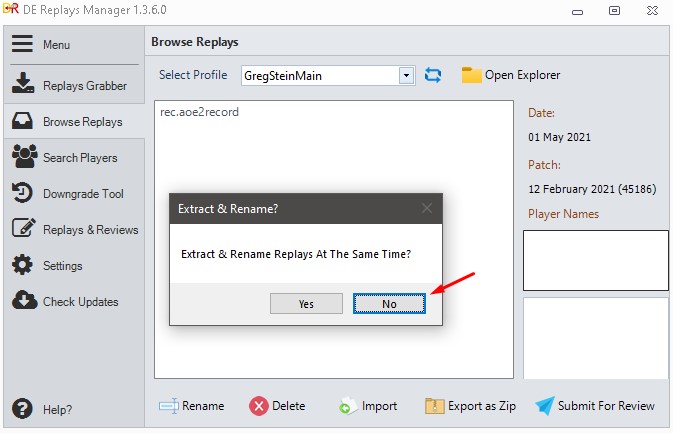 DR DE Replays Manager 1.3.6.0
Menu
Replays Grabber
Browse Replays
Search Players
Downgrade Tool
Replays & Reviews
Settings
Check Updates
Help?
Browse Replays
Select Profile GregSteinMain Open Explorer
rec.aoe2record
Date:
01 May 2021
Patch:
12 February 2021 (45186)
Player Names
Extract & Rename?
Extract & Rename Replays At The Same Time?
Yes No
Rename Delete Import Export as Zip Submit For Review